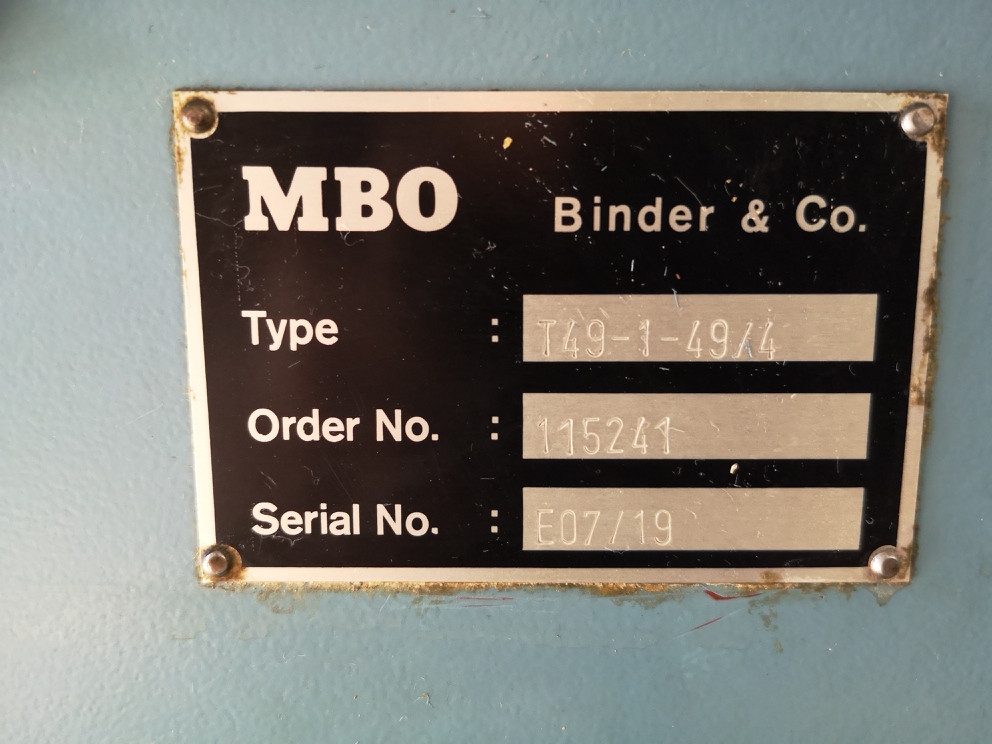 MBO Binder & Co.
Type : T49-1-49/4
Order No. : 115241
Serial No. : E07/19